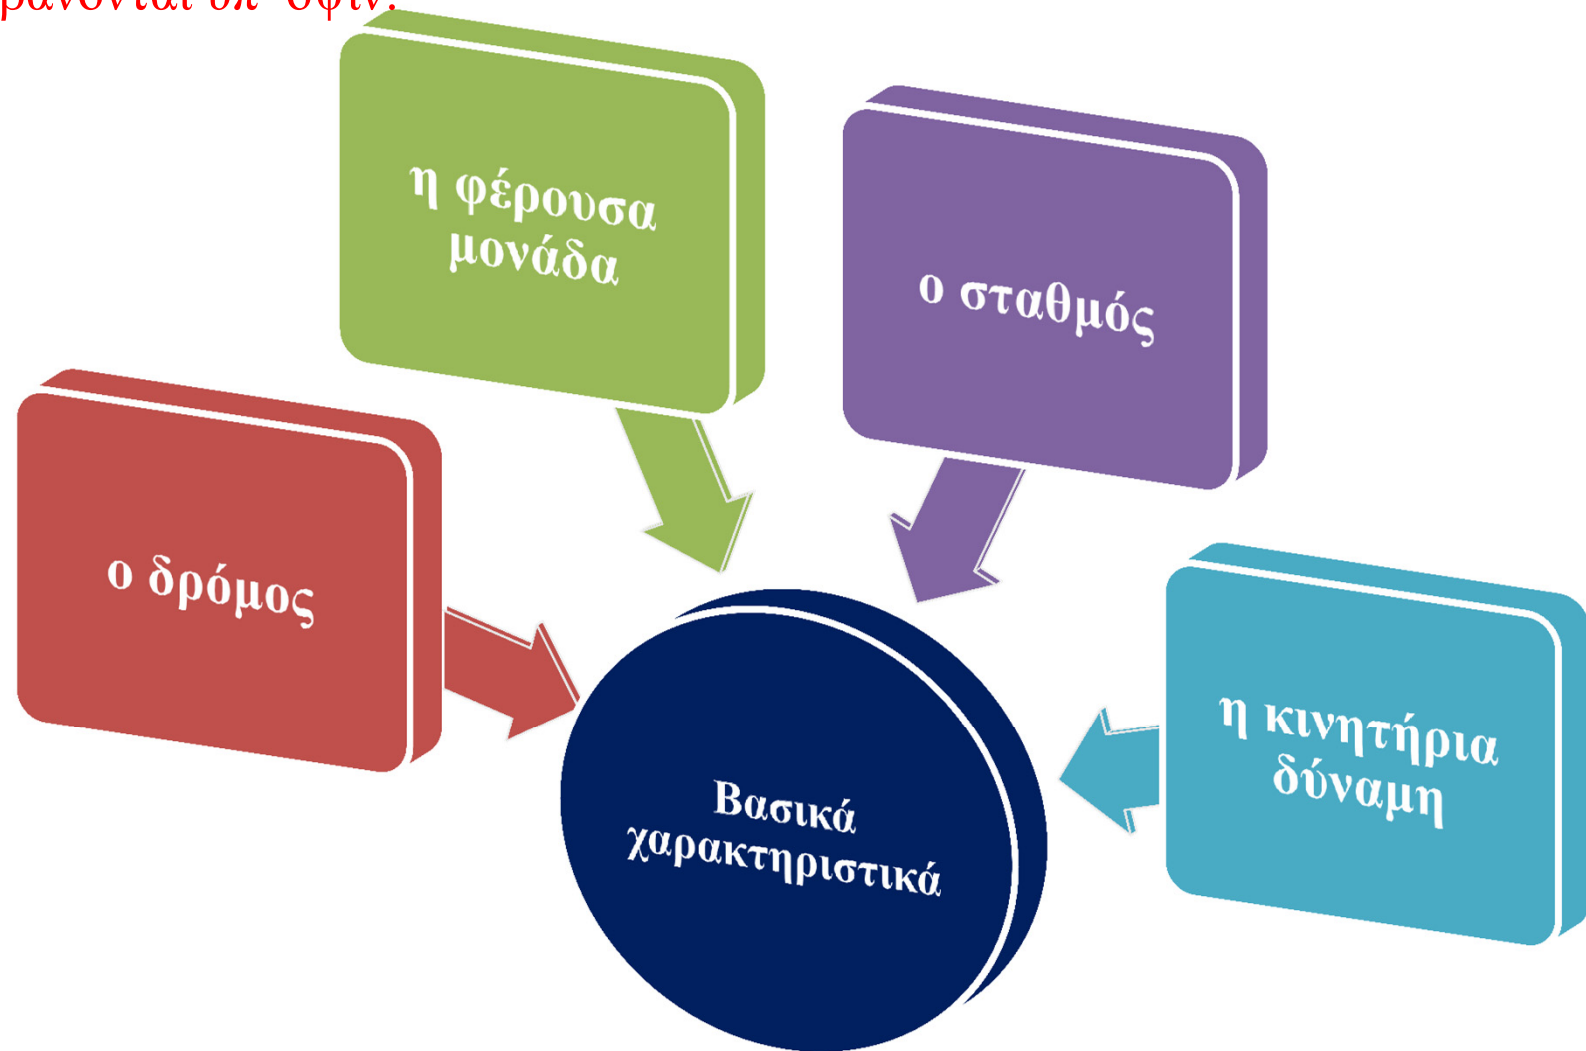 η φέρουσα
μονάδα
ο σταθμός
ο δρόμος
η κινητήρια
δύναμη
Βασικά
χαρακτηριστικά